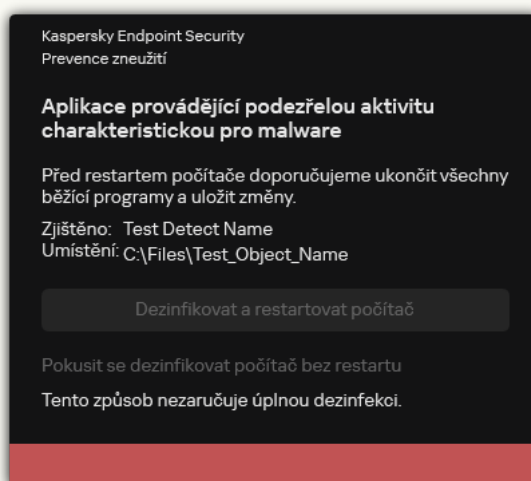 Kaspersky Endpoint Security
Prevence zneužití
Aplikace provádějící podezřelou aktivitu
charakteristickou pro malware
Před restartem počítače doporučujeme ukončit všechny
běžící programy a uložit změny.
Zjištěno: Test Detect Name
Umístění: C:\Files\Test_Object_Name
Dezinfikovat a restartovat počítač
Pokusit se dezinfikovat počítač bez restartu
Tento způsob nezaručuje úplnou dezinfekci.